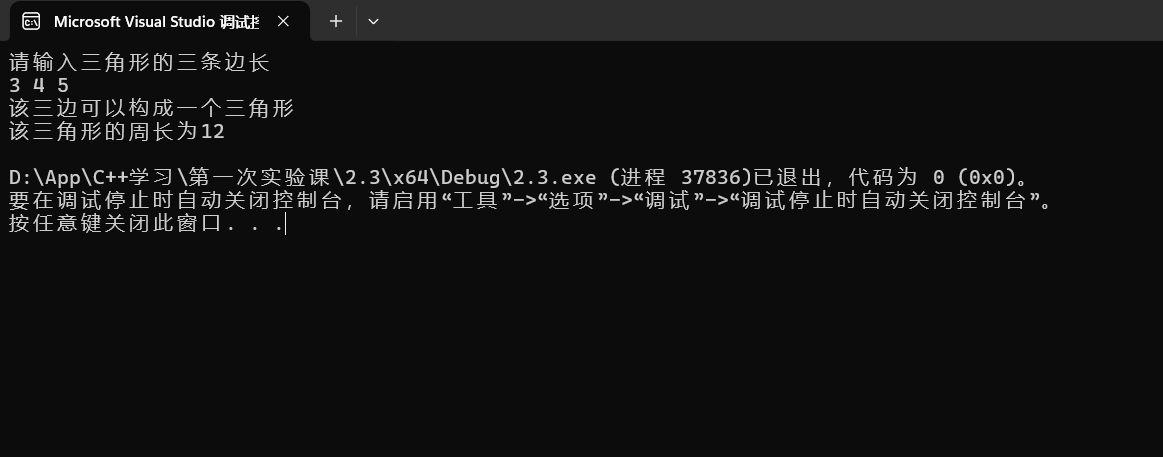 Microsoft Visual Studio 调试
请输入三角形的三条边长
3 4 5
该三边可以构成一个三角形
该三角形的周长为12
D:\App\C++学习\第一次实验课\2.3\x64\Debug\2.3.exe (进程 37836)已退出，代码为 0 (0x0)。
要在调试停止时自动关闭控制台，请启用“工具”->“选项”->“调试”->“调试停止时自动关闭控制台”。
按任意键关闭此窗口. . .